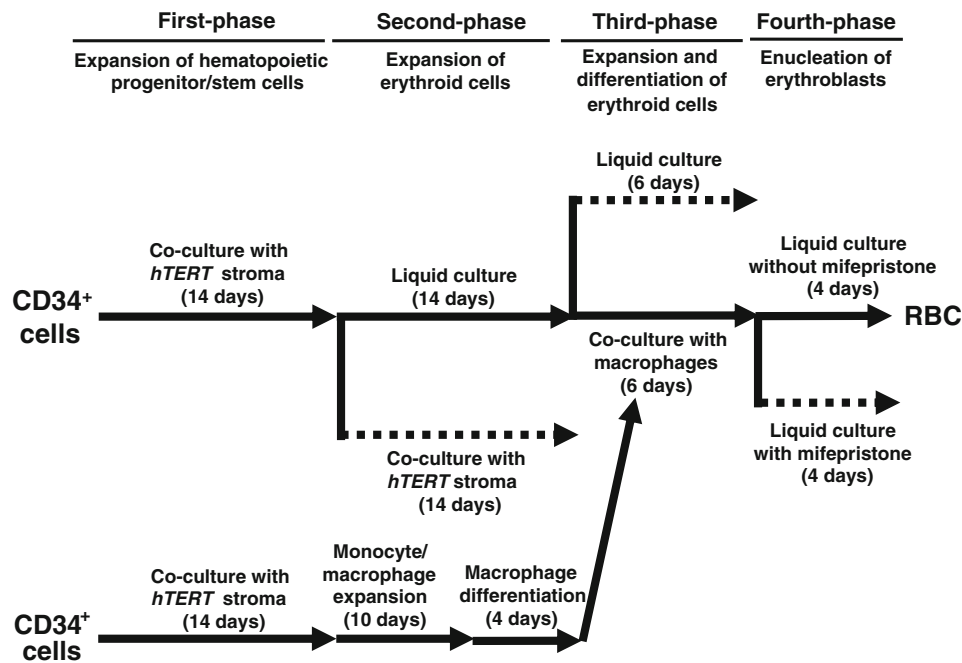 First-phase
Second-phase
Third-phase
Fourth-phase
Expansion of hematopoietic
progenitor/stem cells
Expansion of
erythroid cells
Expansion and
differentiation of
erythroid cells
Enucleation of
erythroblasts
Liquid culture
(6 days)
Co-culture with
hTERT stroma
(14 days)
Liquid culture
(14 days)
Liquid culture
without mifepristone
(4 days)
CD34+
cells
RBC
Co-culture with
macrophages
(6 days)
Co-culture with
hTERT stroma
(14 days)
Liquid culture
with mifepristone
(4 days)
Co-culture with
hTERT stroma
(14 days)
Monocyte/
macrophage
expansion
(10 days)
Macrophage
differentiation
(4 days)
CD34+
cells